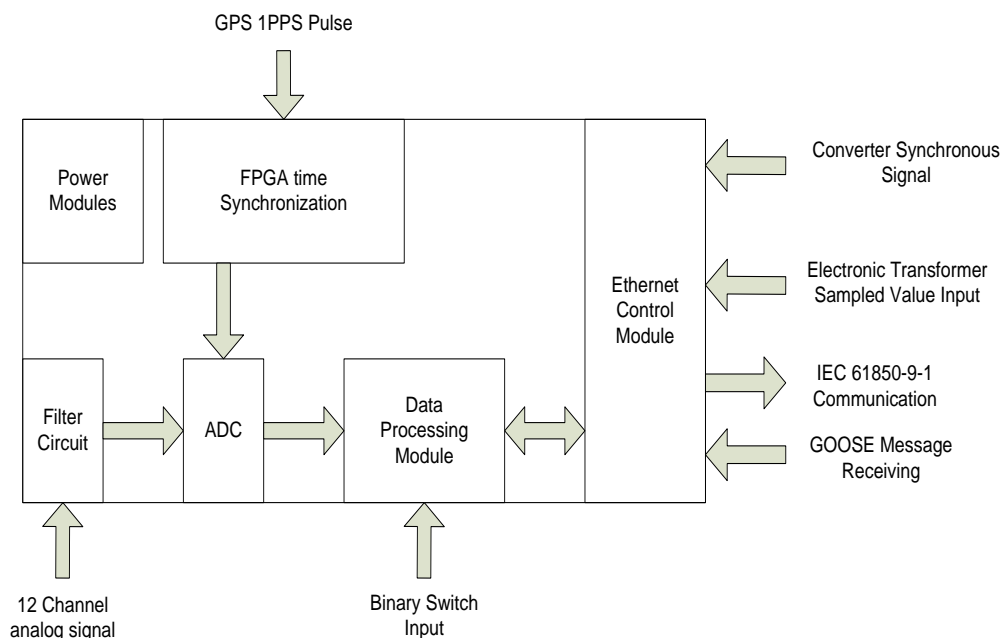 GPS 1PPS Pulse
Power
Modules
FPGA time
Synchronization
Ethernet
Control
Module
Converter Synchronous
Signal
Electronic Transformer
Sampled Value Input
IEC 61850-9-1
Communication
GOOSE Message
Receiving
Filter
Circuit
ADC
Data
Processing
Module
12 Channel
analog signal
Binary Switch
Input